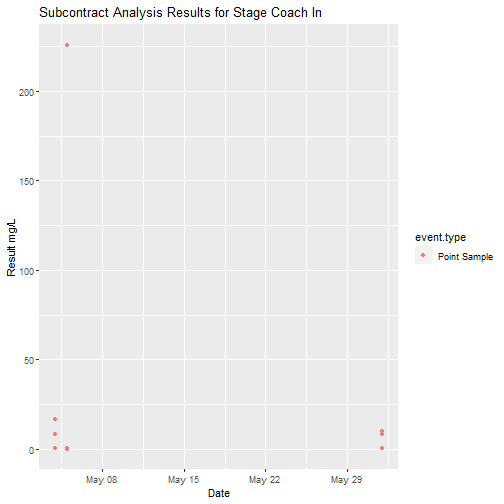 Subcontract Analysis Results for Stage Coach In
Result mg/L
200
150
100
50
0
May 08 May 15 May 22 May 29
Date
event.type
Point Sample